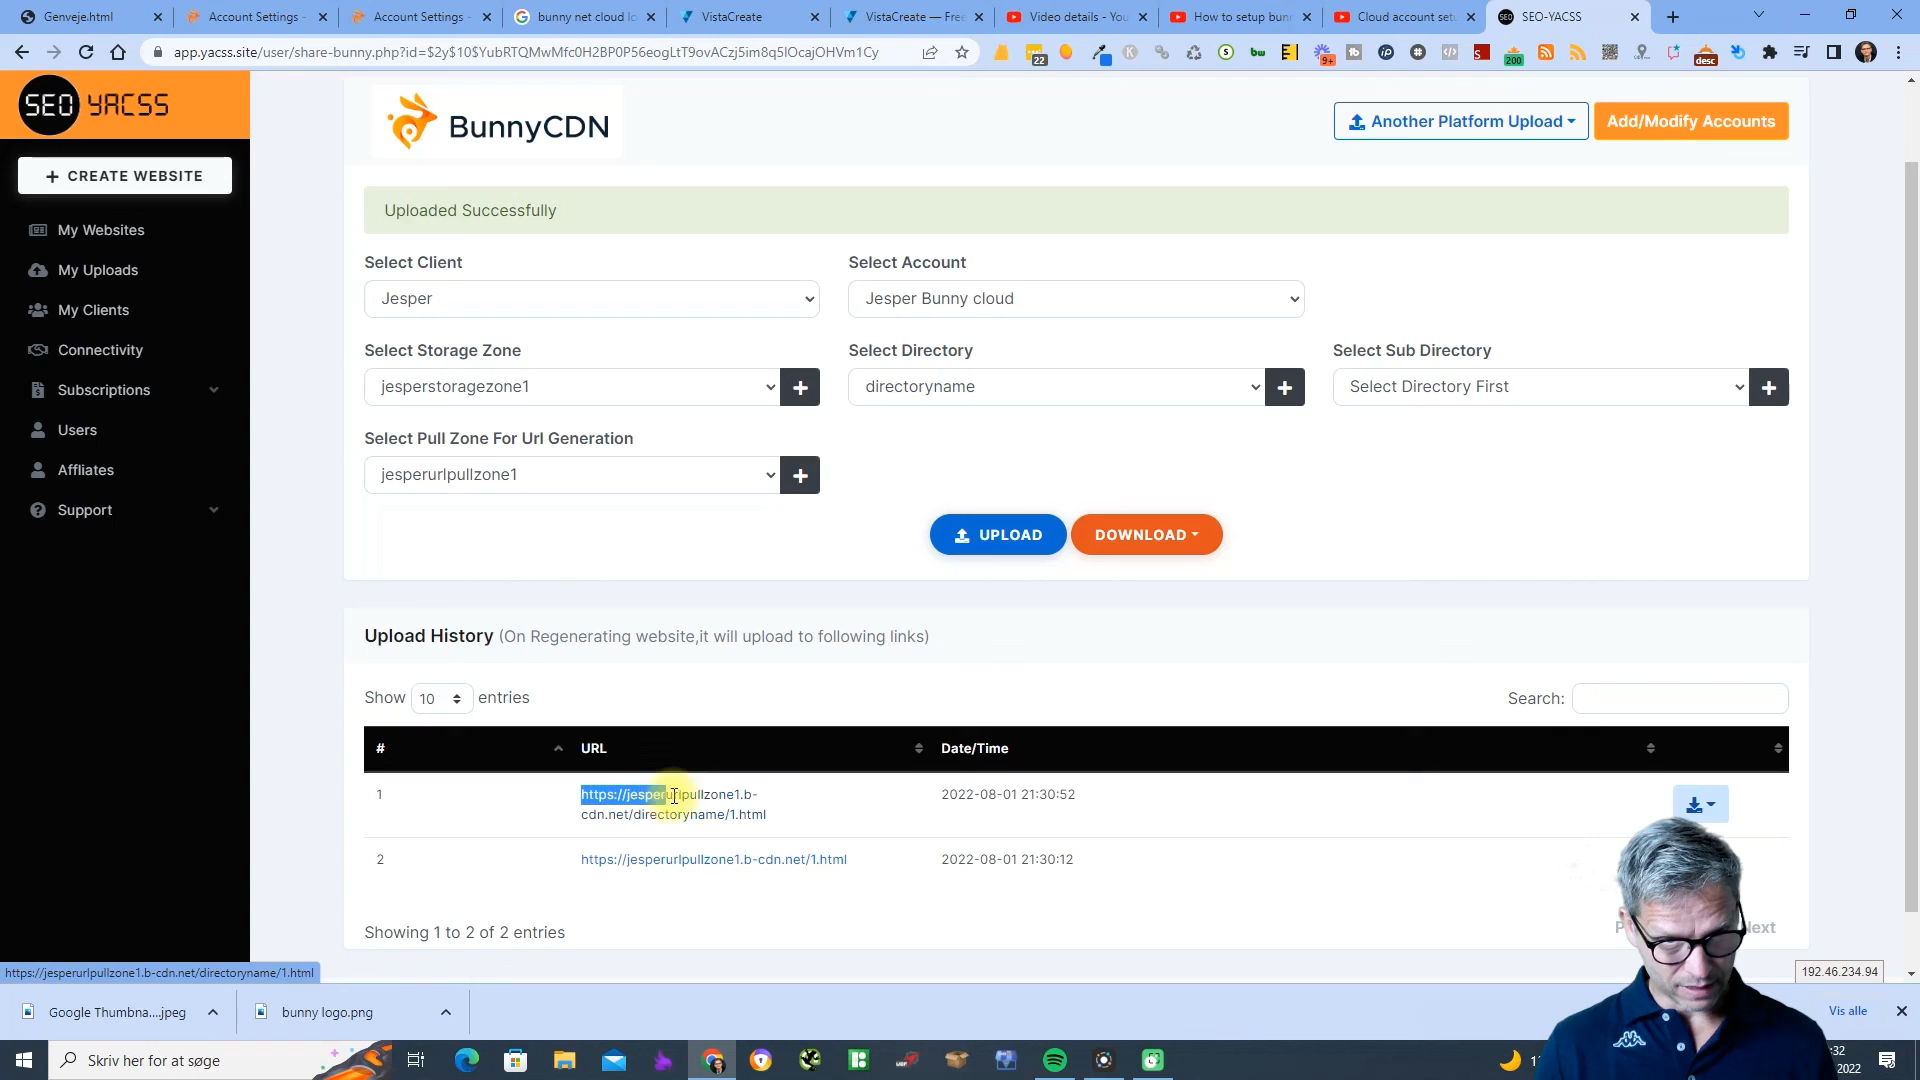 Genveje.html
Account Settings -
Account Settings -
bunny net cloud lo
VistaCreate
VistaCreate — Free
Video details - You
How to setup bunn
Cloud account setu
SEO-YACSS
app.yacss.site/user/share-bunny.php?id=$2y$10$YubRTQMwMfc0H2BP0P56eogLtT9ovACzj5im8q5IOcajOHVm1Cy
22
9+
200
desc
SEO YACSS
CREATE WEBSITE
My Websites
My Uploads
My Clients
Connectivity
Subscriptions
Users
Affliates
Support
BunnyCDN
Another Platform Upload
Add/Modify Accounts
Uploaded Successfully
Select Client
Select Account
Jesper
Jesper Bunny cloud
Select Storage Zone
Select Directory
Select Sub Directory
jesperstoragezone1
directoryname
Select Directory First
Select Pull Zone For Url Generation
jesperurlpullzone1
UPLOAD
DOWNLOAD
Upload History (On Regenerating website,it will upload to following links)
Show 10 entries
Search:
# URL Date/Time
1 https://jesperurlpullzone1.b-
cdn.net/directoryname/1.html
2022-08-01 21:30:52
2 https://jesperurlpullzone1.b-cdn.net/1.html 2022-08-01 21:30:12
Showing 1 to 2 of 2 entries
https://jesperurlpullzone1.b-cdn.net/directoryname/1.html
192.46.234.94
Google Thumbna....jpeg
bunny logo.png
Vis alle
Skriv her for at søge